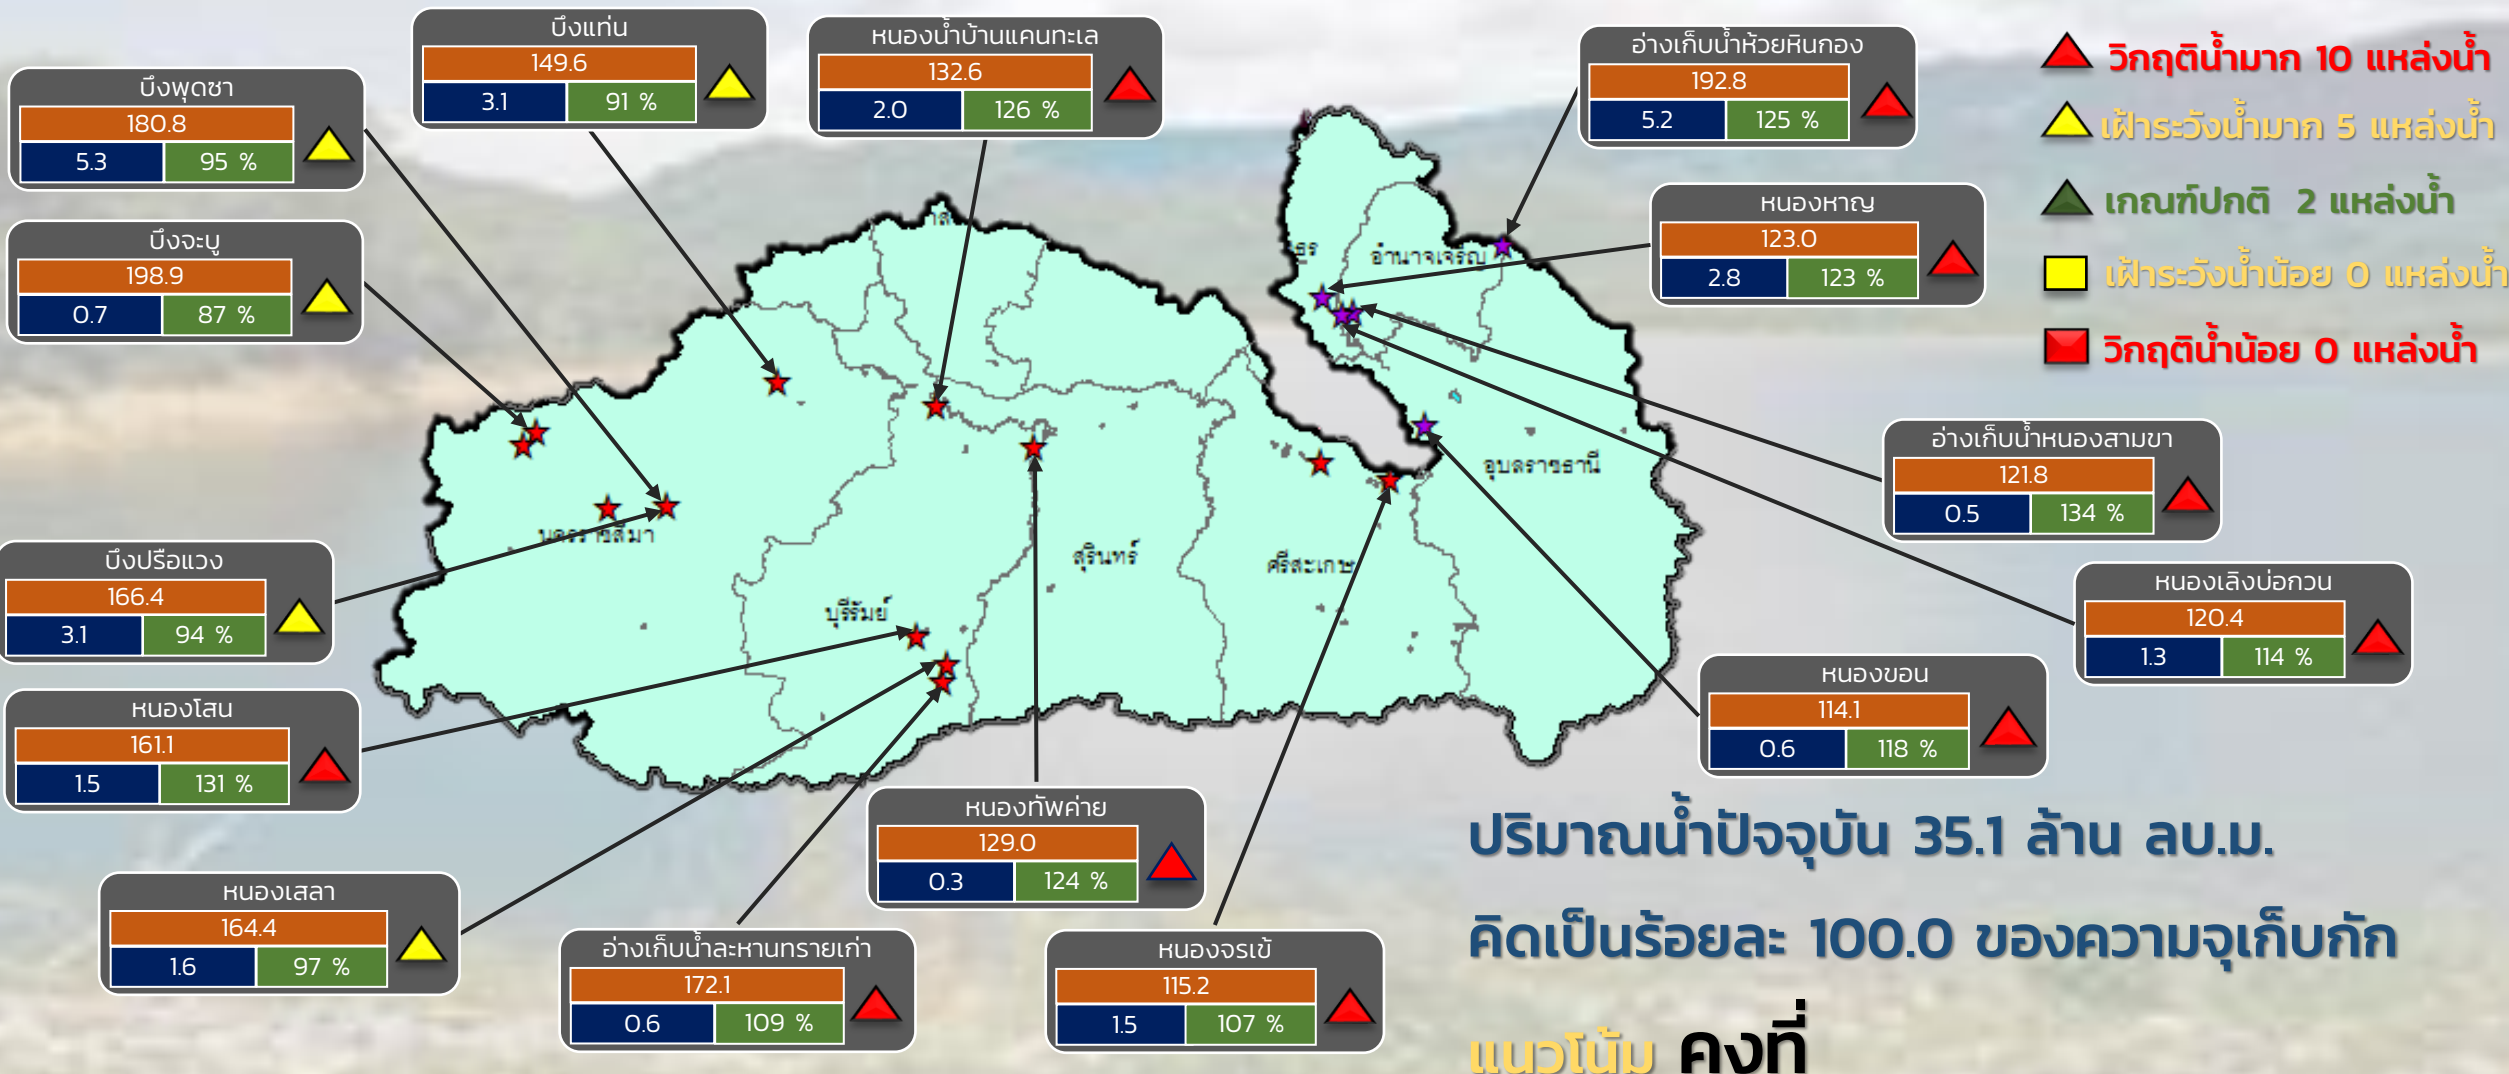 บึงแท่น
149.6
3.1 91 %
หนองน้ำบ้านแคนทะเล
132.6
2.0 126 %
อ่างเก็บน้ำห้วยหินกอง
192.8
5.2 125 %
วิกฤติน้ำมาก 10 แหล่งน้ำ
เฝ้าระวังน้ำมาก 5 แหล่งน้ำ
เกณฑ์ปกติ 2 แหล่งน้ำ
เฝ้าระวังน้ำน้อย 0 แหล่งน้ำ
วิกฤติน้ำน้อย 0 แหล่งน้ำ
บึงพุดซา
180.8
5.3 95 %
หนองหาญ
123.0
2.8 123 %
บึงจะบู
198.9
0.7 87 %
อำนาจเจริญ
อ่างเก็บน้ำหนองสามขา
121.8
0.5 134 %
อุบลราชธานี
นครราชสีมา
สุรินทร์
ศรีสะเกษ
บุรีรัมย์
บึงปรือแวง
166.4
3.1 94 %
หนองเลิงบ่อกวน
120.4
1.3 114 %
หนองขอน
114.1
0.6 118 %
หนองโสน
161.1
1.5 131 %
หนองทัพค่าย
129.0
0.3 124 %
หนองเสลา
164.4
1.6 97 %
อ่างเก็บน้ำละหานทรายเก่า
172.1
0.6 109 %
หนองจรเข้
115.2
1.5 107 %
ปริมาณน้ำปัจจุบัน 35.1 ล้าน ลบ.ม.
คิดเป็นร้อยละ 100.0 ของความจุเก็บกัก
แนวโน้ม คงที่